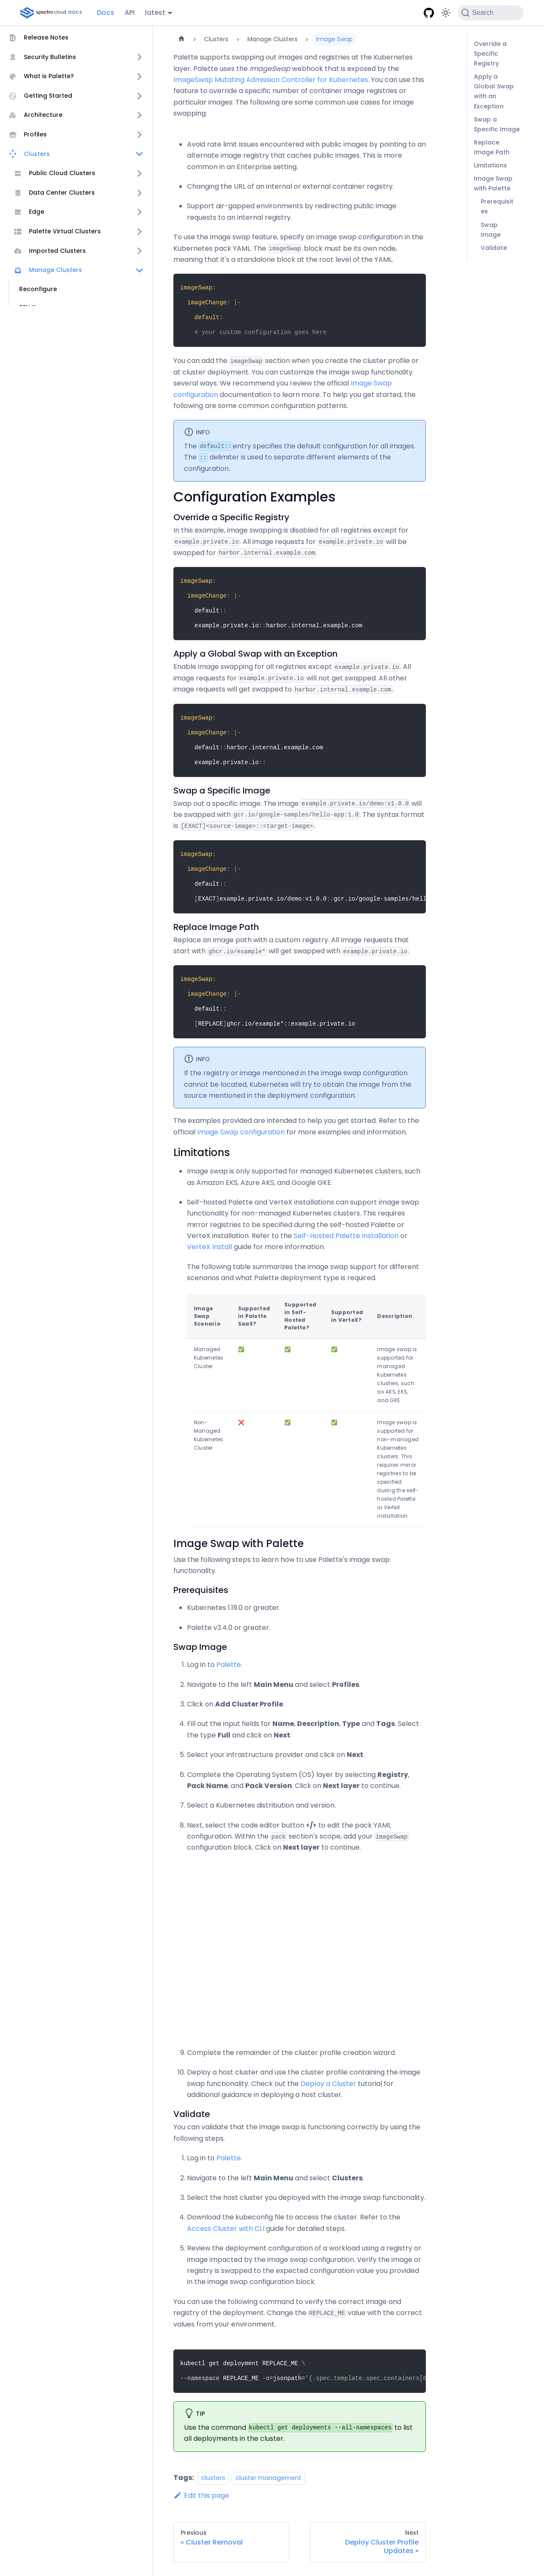 spectro cloud DOCS
Docs
API
latest
Search
Release Notes
Security Bulletins
What is Palette?
Getting Started
Architecture
Profiles
Clusters
Public Cloud Clusters
Data Center Clusters
Edge
Palette Virtual Clusters
Imported Clusters
Manage Clusters
Reconfigure
Clusters
Manage Clusters
Image Swap
Palette supports swapping out images and registries at the Kubernetes
layer. Palette uses the ImageSwap webhook that is exposed by the
ImageSwap Mutating Admission Controller for Kubernetes. You can use this
feature to override a specific number of container image registries or
particular images. The following are some common use cases for image
swapping:
Avoid rate limit issues encountered with public images by pointing to an
alternate image registry that caches public images. This is more
common in an Enterprise setting.
Changing the URL of an internal or external container registry.
Support air-gapped environments by redirecting public image
requests to an internal registry.
To use the image swap feature, specify an image swap configuration in the
Kubernetes pack YAML. The imageSwap block must be its own node,
meaning that it's a standalone block at the root level of the YAML.
imageSwap:
imageChange: |-
default:
# your custom configuration goes here
You can add the imageSwap section when you create the cluster profile or
at cluster deployment. You can customize the image swap functionality
several ways. We recommend you review the official Image Swap
configuration documentation to learn more. To help you get started, the
following are some common configuration patterns.
INFO
The default:: entry specifies the default configuration for all images.
The :: delimiter is used to separate different elements of the
configuration.
Configuration Examples
Override a Specific Registry
In this example, image swapping is disabled for all registries except for
example.private.io. All image requests for example.private.io will be
swapped for harbor.internal.example.com.
imageSwap:
imageChange: |-
default::
example.private.io::harbor.internal.example.com
Apply a Global Swap with an Exception
Enable image swapping for all registries except example.private.io. All
image requests for example.private.io will not get swapped. All other
image requests will get swapped to harbor.internal.example.com.
imageSwap:
imageChange: |-
default::harbor.internal.example.com
example.private.io::
Swap a Specific Image
Swap out a specific image. The image example.private.io/demo:v1.0.0 will
be swapped with gcr.io/google-samples/hello-app:1.0. The syntax format
is [EXACT]<source-image>::<target-image>.
imageSwap:
imageChange: |-
default::
[EXACT]example.private.io/demo:v1.0.0::gcr.io/google-samples/hell
Replace Image Path
Replace an image path with a custom registry. All image requests that
start with ghcr.io/example* will get swapped with example.private.io.
imageSwap:
imageChange: |-
default::
[REPLACE]ghcr.io/example*::example.private.io
INFO
If the registry or image mentioned in the image swap configuration
cannot be located, Kubernetes will try to obtain the image from the
source mentioned in the deployment configuration.
The examples provided are intended to help you get started. Refer to the
official Image Swap configuration for more examples and information.
Limitations
Image swap is only supported for managed Kubernetes clusters, such
as Amazon EKS, Azure AKS, and Google GKE.
Self-hosted Palette and VerteX installations can support image swap
functionality for non-managed Kubernetes clusters. This requires
mirror registries to be specified during the self-hosted Palette or
VerteX installation. Refer to the Self-Hosted Palette Installation or
VerteX Install guide for more information.
The following table summarizes the image swap support for different
scenarios and what Palette deployment type is required.
Image Swap Scenario
Supported in Palette SaaS?
Supported in Self-Hosted Palette?
Supported in VerteX?
Description
Managed Kubernetes Cluster
✅ ✅ ✅
Image swap is supported for managed Kubernetes clusters, such as AKS, EKS, and GKE.
Non-Managed Kubernetes Cluster
❌ ✅ ✅
Image swap is supported for non-managed Kubernetes clusters. This requires mirror registries to be specified during the self-hosted Palette or VerteX installation
Image Swap with Palette
Use the following steps to learn how to use Palette's image swap
functionality.
Prerequisites
Kubernetes 1.19.0 or greater.
Palette v3.4.0 or greater.
Swap Image
1. Log in to Palette.
2. Navigate to the left Main Menu and select Profiles.
3. Click on Add Cluster Profile.
4. Fill out the input fields for Name, Description, Type and Tags. Select
the type Full and click on Next.
5. Select your infrastructure provider and click on Next.
6. Complete the Operating System (OS) layer by selecting Registry,
Pack Name, and Pack Version. Click on Next layer to continue.
7. Select a Kubernetes distribution and version.
8. Next, select the code editor button </> to edit the pack YAML
configuration. Within the pack section's scope, add your imageSwap
configuration block. Click on Next layer to continue.
9. Complete the remainder of the cluster profile creation wizard.
10. Deploy a host cluster and use the cluster profile containing the image
swap functionality. Check out the Deploy a Cluster tutorial for
additional guidance in deploying a host cluster.
Validate
You can validate that the image swap is functioning correctly by using the
following steps.
1. Log in to Palette.
2. Navigate to the left Main Menu and select Clusters.
3. Select the host cluster you deployed with the image swap functionality.
4. Download the kubeconfig file to access the cluster. Refer to the
Access Cluster with CLI guide for detailed steps.
5. Review the deployment configuration of a workload using a registry or
image impacted by the image swap configuration. Verify the image or
registry is swapped to the expected configuration value you provided
in the image swap configuration block.
You can use the following command to verify the correct image and
registry of the deployment. Change the REPLACE_ME value with the correct
values from your environment.
kubectl get deployment REPLACE_ME \
--namespace REPLACE_ME -o=jsonpath='{.spec.template.spec.containers[0
TIP
Use the command kubectl get deployments --all-namespaces to list
all deployments in the cluster.
Tags: clusters cluster management
Edit this page
Previous
« Cluster Removal
Next
Deploy Cluster Profile
Updates »
Override a
Specific
Registry
Apply a
Global Swap
with an
Exception
Swap a
Specific Image
Replace
Image Path
Limitations
Image Swap
with Palette
Prerequisit
es
Swap
Image
Validate